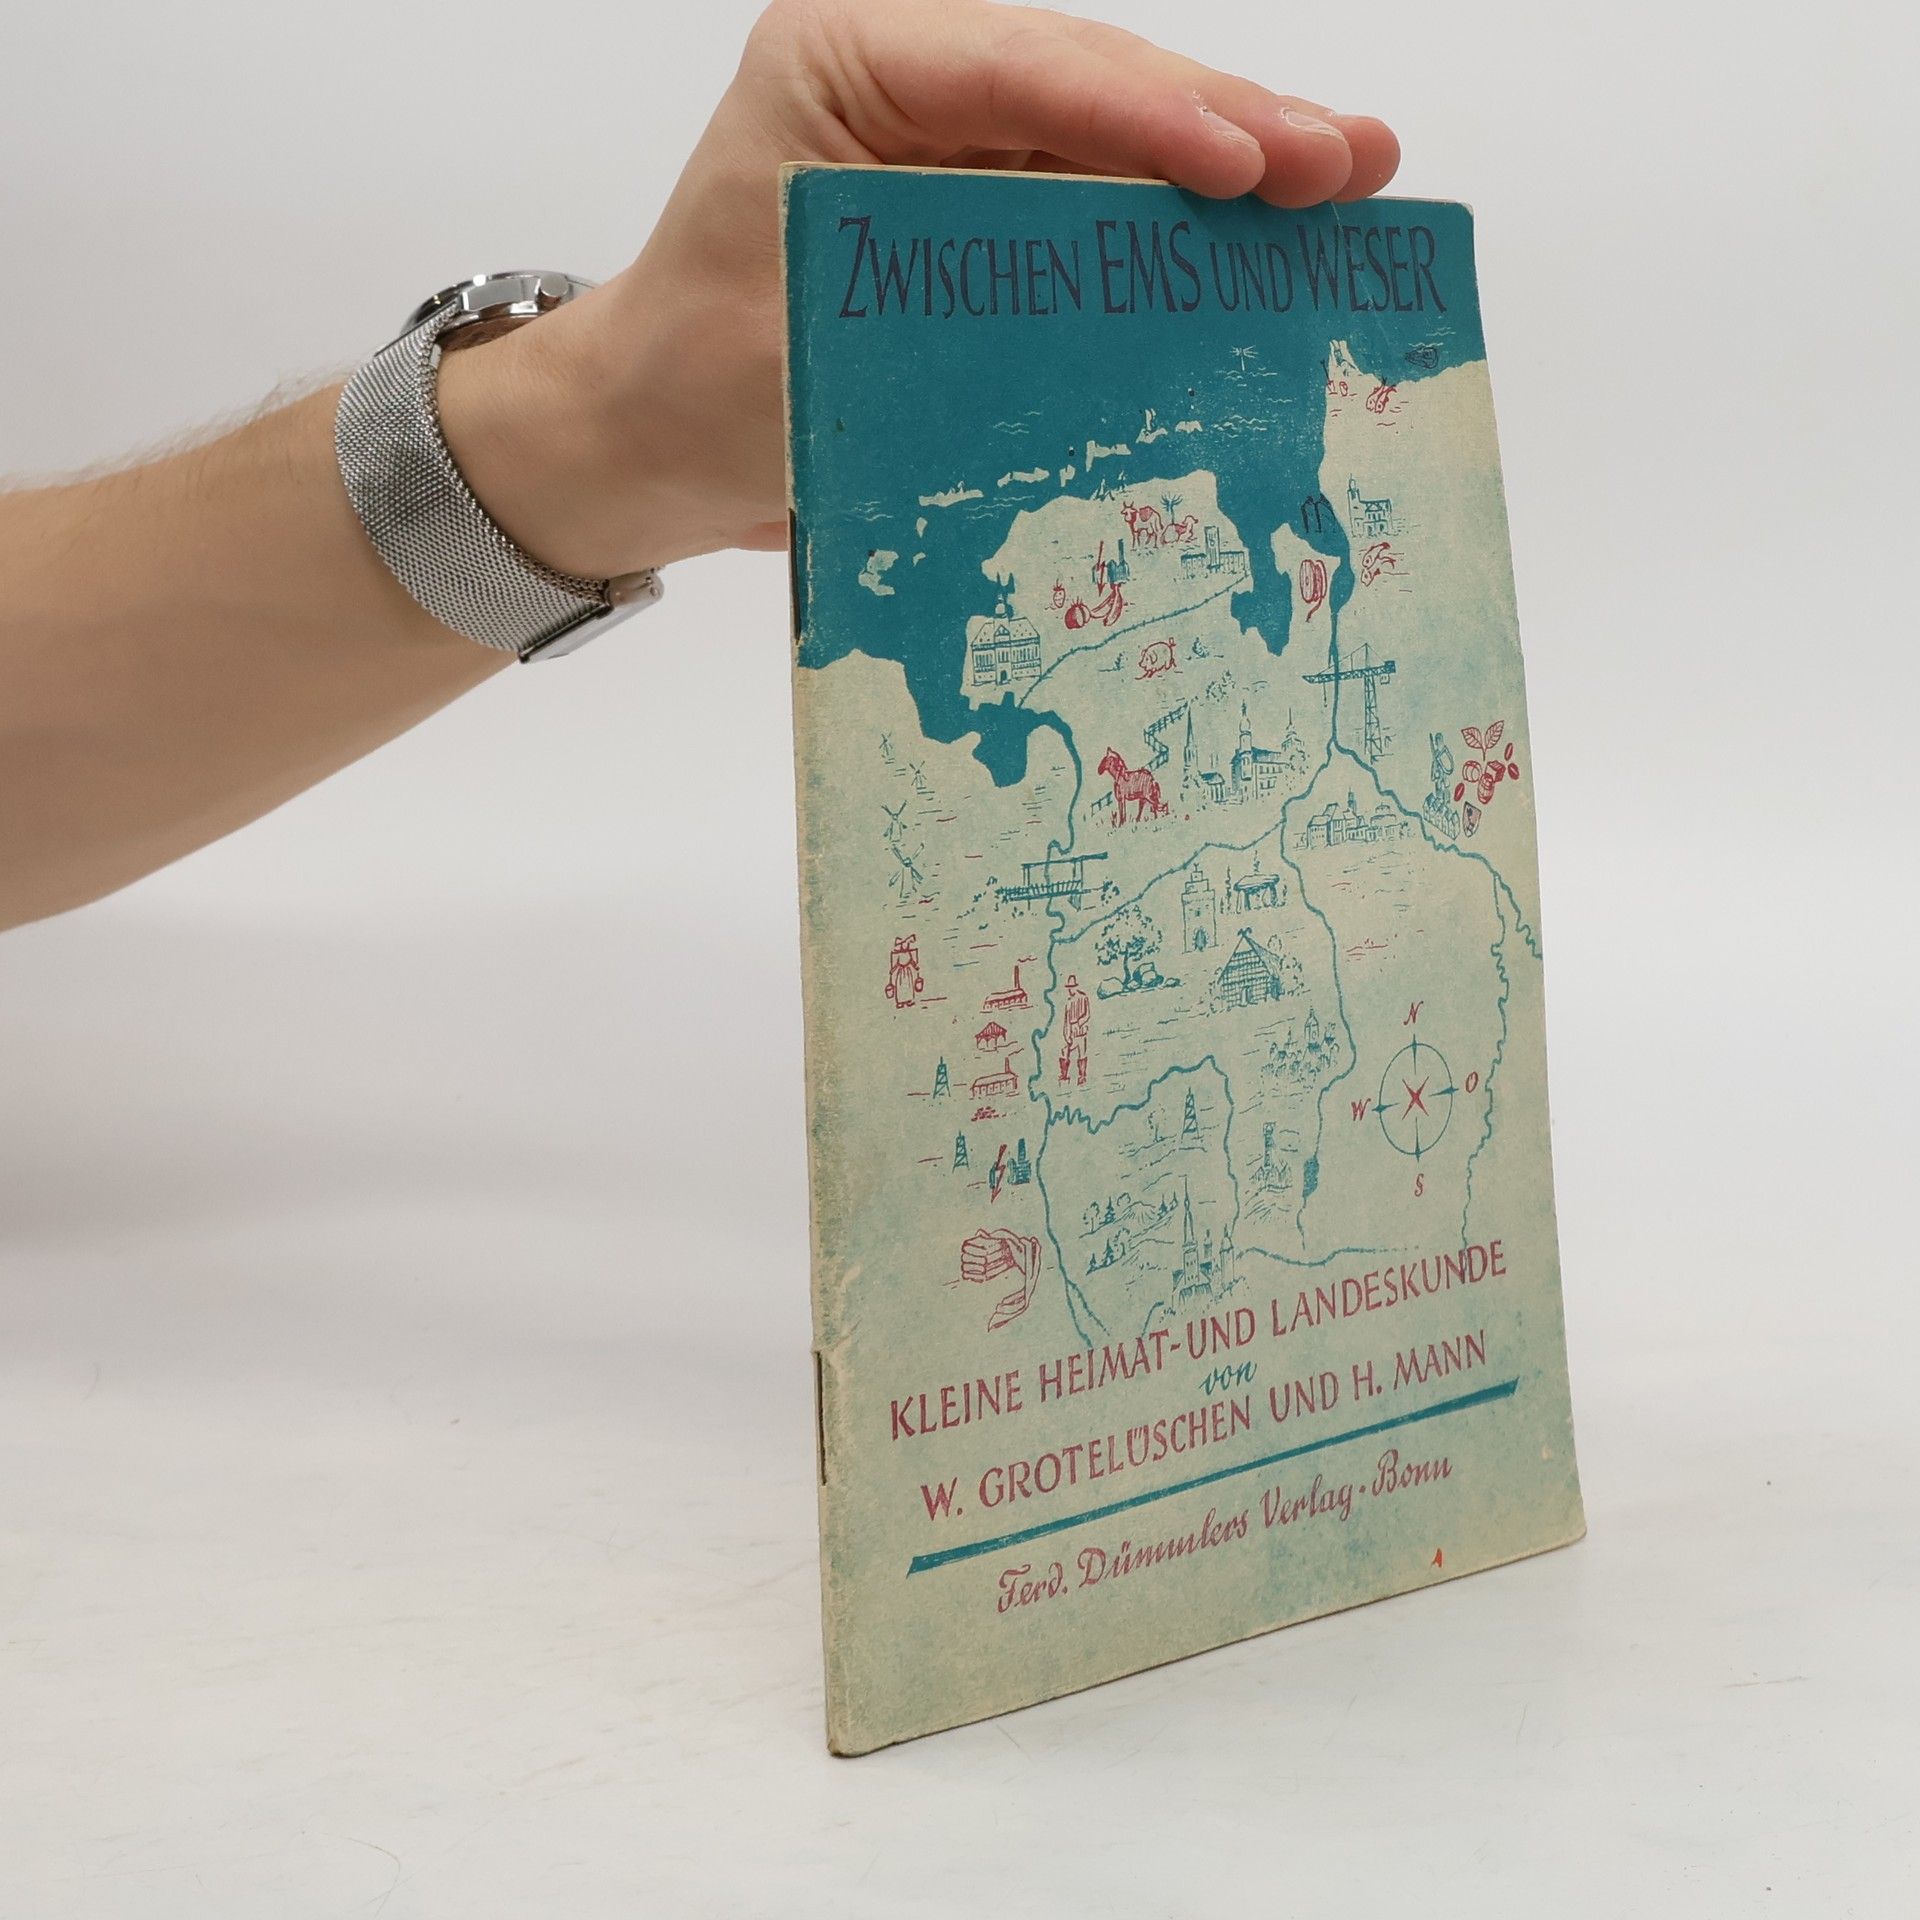 ZWISCHEN EMS UND WESER
N
W O
S
KLEINE HEIMAT-UND LANDESKUNDE
von
W. GROTELÜSCHEN UND H. MANN
Ferd. Dümmlers Verlag · Bonn